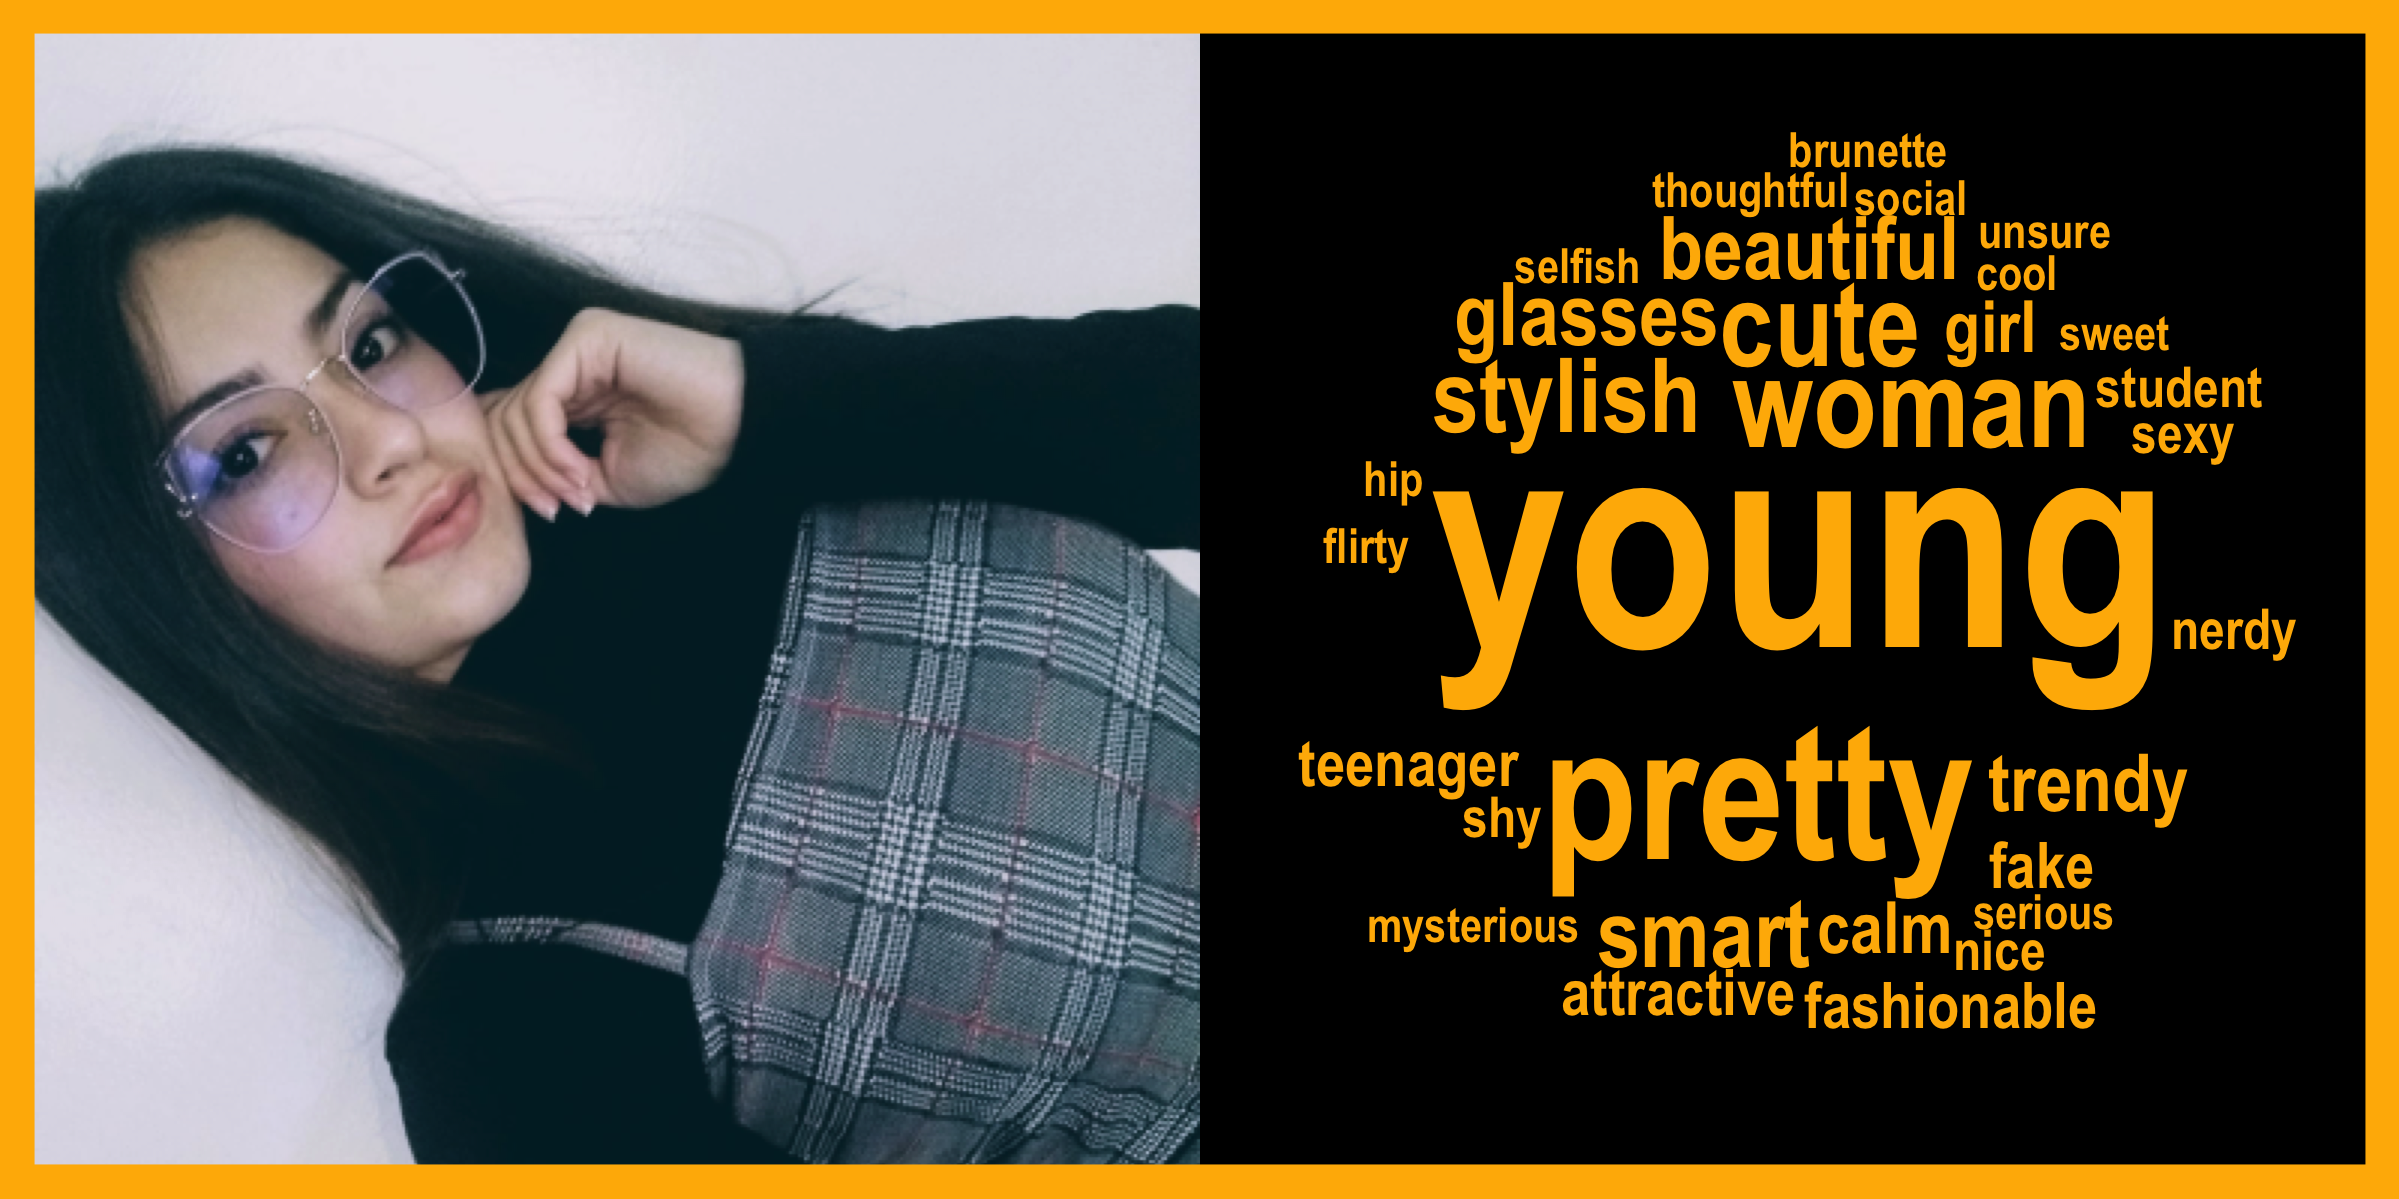 brunette
thoughtful social
beautiful unsure
selfish cool
glasses cute girl sweet
stylish woman student
sexy
hip
young
flirty
nerdy
teenager pretty trendy
shy
fake
mysterious smart calm serious
nice
attractive fashionable